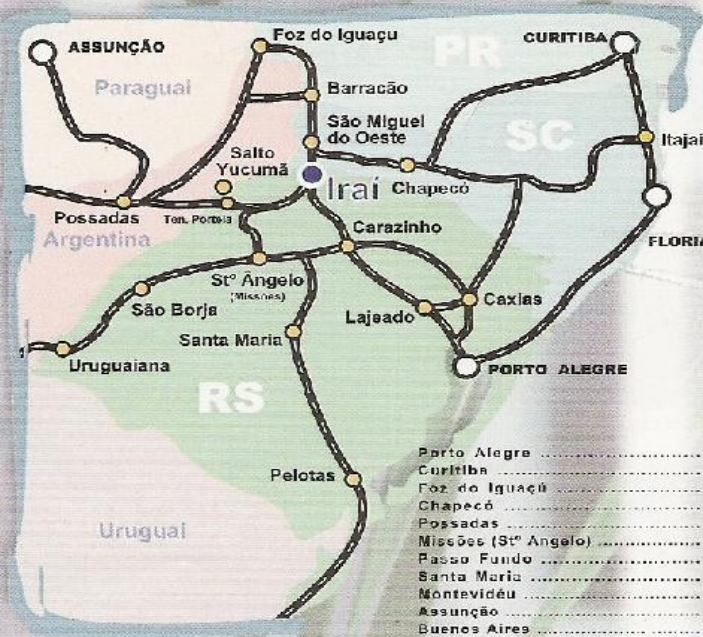 Foz do Iguaçu
ASSUNÇÃO
PR
CURITIBA
Paraguai
Barracão
São Miguel
do Oeste
SC
Itajaí
Salto
Yucumã
Iraí
Chapecó
Possadas
Ten. Portela
Argentina
Carazinho
FLORIA
Stº Ângelo
(Missões)
São Borja
Caxias
Lajeado
Santa Maria
Uruguaiana
PORTO ALEGRE
RS
Pelotas
Uruguai
Porto Alegre
Curitiba
Foz do Iguaçú
Chapecó
Possadas
Missões (Stº Angelo)
Passo Fundo
Santa Maria
Montevidéu
Assunção
Buenos Aires